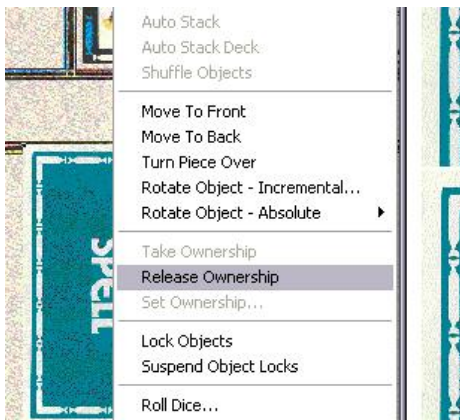 Auto Stack
Auto Stack Deck
Shuffle Objects
Move To Front
Move To Back
Turn Piece Over
Rotate Object - Incremental...
Rotate Object - Absolute
Take Ownership
Release Ownership
Set Ownership...
Lock Objects
Suspend Object Locks
Roll Dice...
SPELL